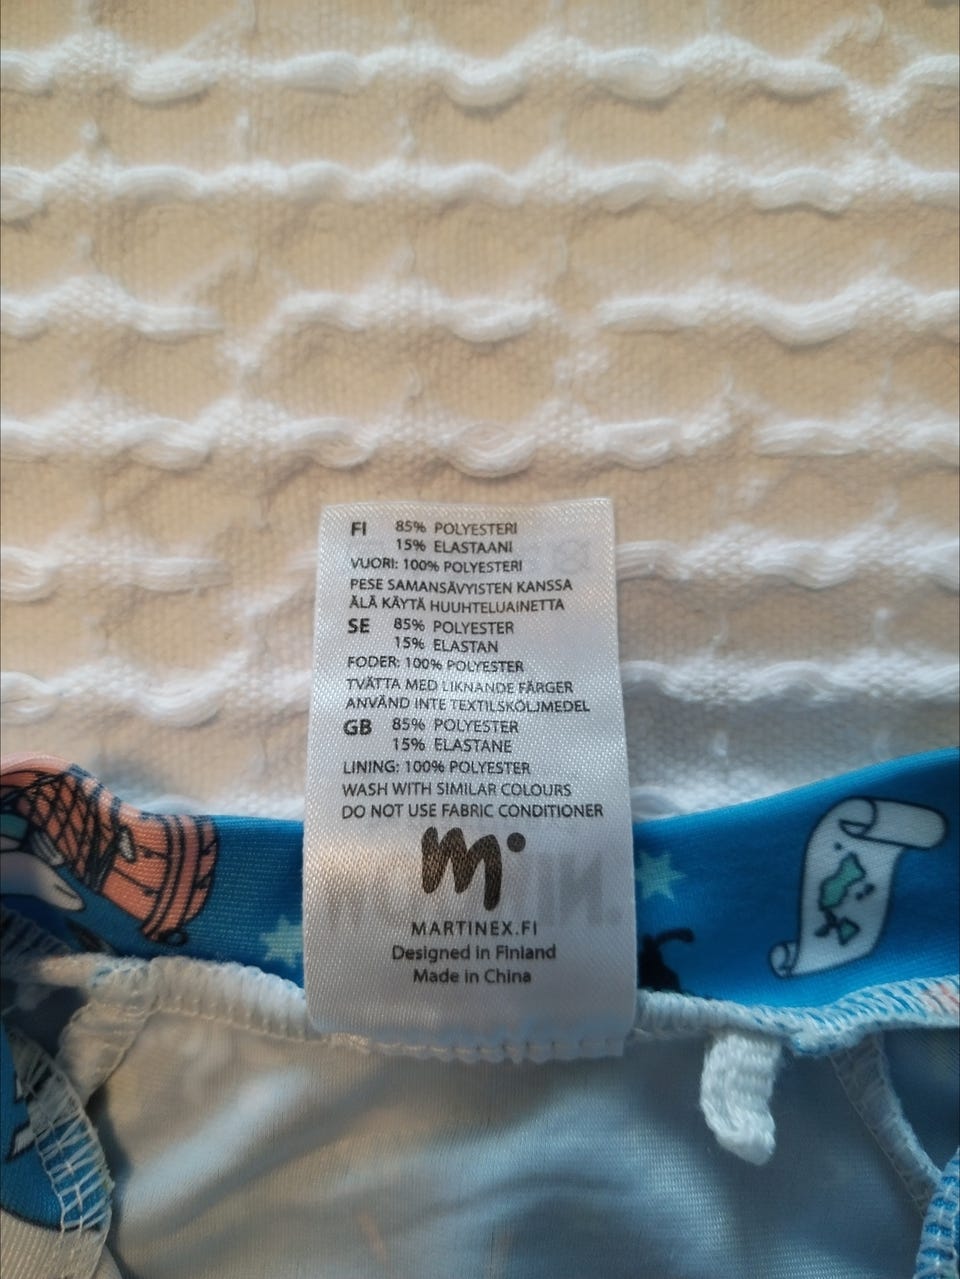 FI 85% POLYESTERI
15% ELASTAANI
VUORI: 100% POLYESTERI
PESE SAMANSÄVYISTEN KANSSA
ÄLÄ KÄYTÄ HUUHTELUAINETTA
SE 85% POLYESTER
15% ELASTAN
FODER: 100% POLYESTER
TVÄTTA MED LIKNANDE FÄRGER
ANVÄND INTE TEXTILSKÖLJMEDEL
GB 85% POLYESTER
15% ELASTANE
LINING: 100% POLYESTER
WASH WITH SIMILAR COLOURS
DO NOT USE FABRIC CONDITIONER
m
MARTINEX.FI
Designed in Finland
Made in China